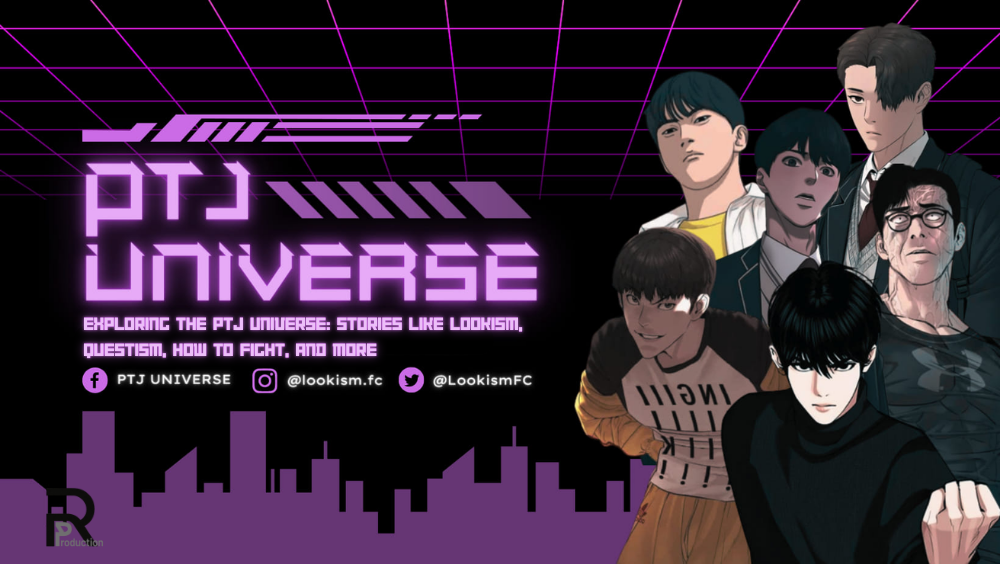 PTJ
UNIVERSE
EXPLORING THE PTJ UNIVERSE: STORIES LIKE LOOKISM,
QUESTISM, HOW TO FIGHT, AND MORE
PTJ UNIVERSE @lookism.fc @LookismFC
R
Production